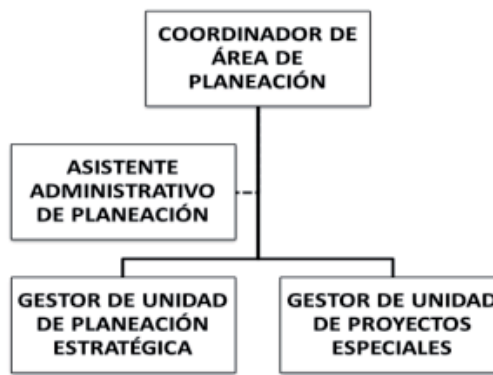 COORDINADOR DE
ÁREA DE
PLANEACIÓN
ASISTENTE
ADMINISTRATIVO
DE PLANEACIÓN
GESTOR DE UNIDAD
DE PLANEACIÓN
ESTRATÉGICA
GESTOR DE UNIDAD
DE PROYECTOS
ESPECIALES